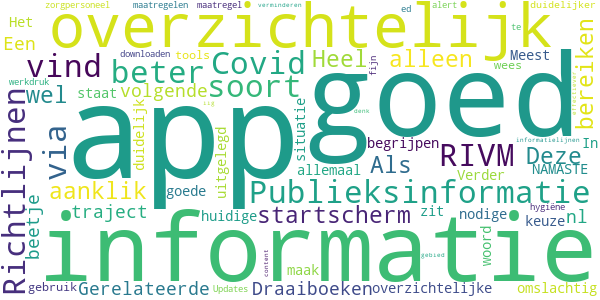 zorgpersoneel
maatregelen maatregel
verminderen
ed
alert
duidelijker
Het
Een
overzichtelijk
te
downloaden
tools
Meest
wees
vind
beter
Covid
Heel
alleen
fijn
bereiken
werkdruk
staat
volgende
soort
wel
Richtlijnen
via
app
goed
duidelijk
uitgelegd
situatie
begrijpen
RIVM
In
denk
informatielijnen
allemaal
Als
Deze
NAMASTE
Verder
aanklik
goede
Publieksinformatie
beetje
traject
huidige
startscherm
zit
nodige
hygiene
nl
woord
keuze
informatie
content
maak
gebied
gebruik
Gerelateerde
Updates
Draaiboeken
overzichtelijke
omslachtig